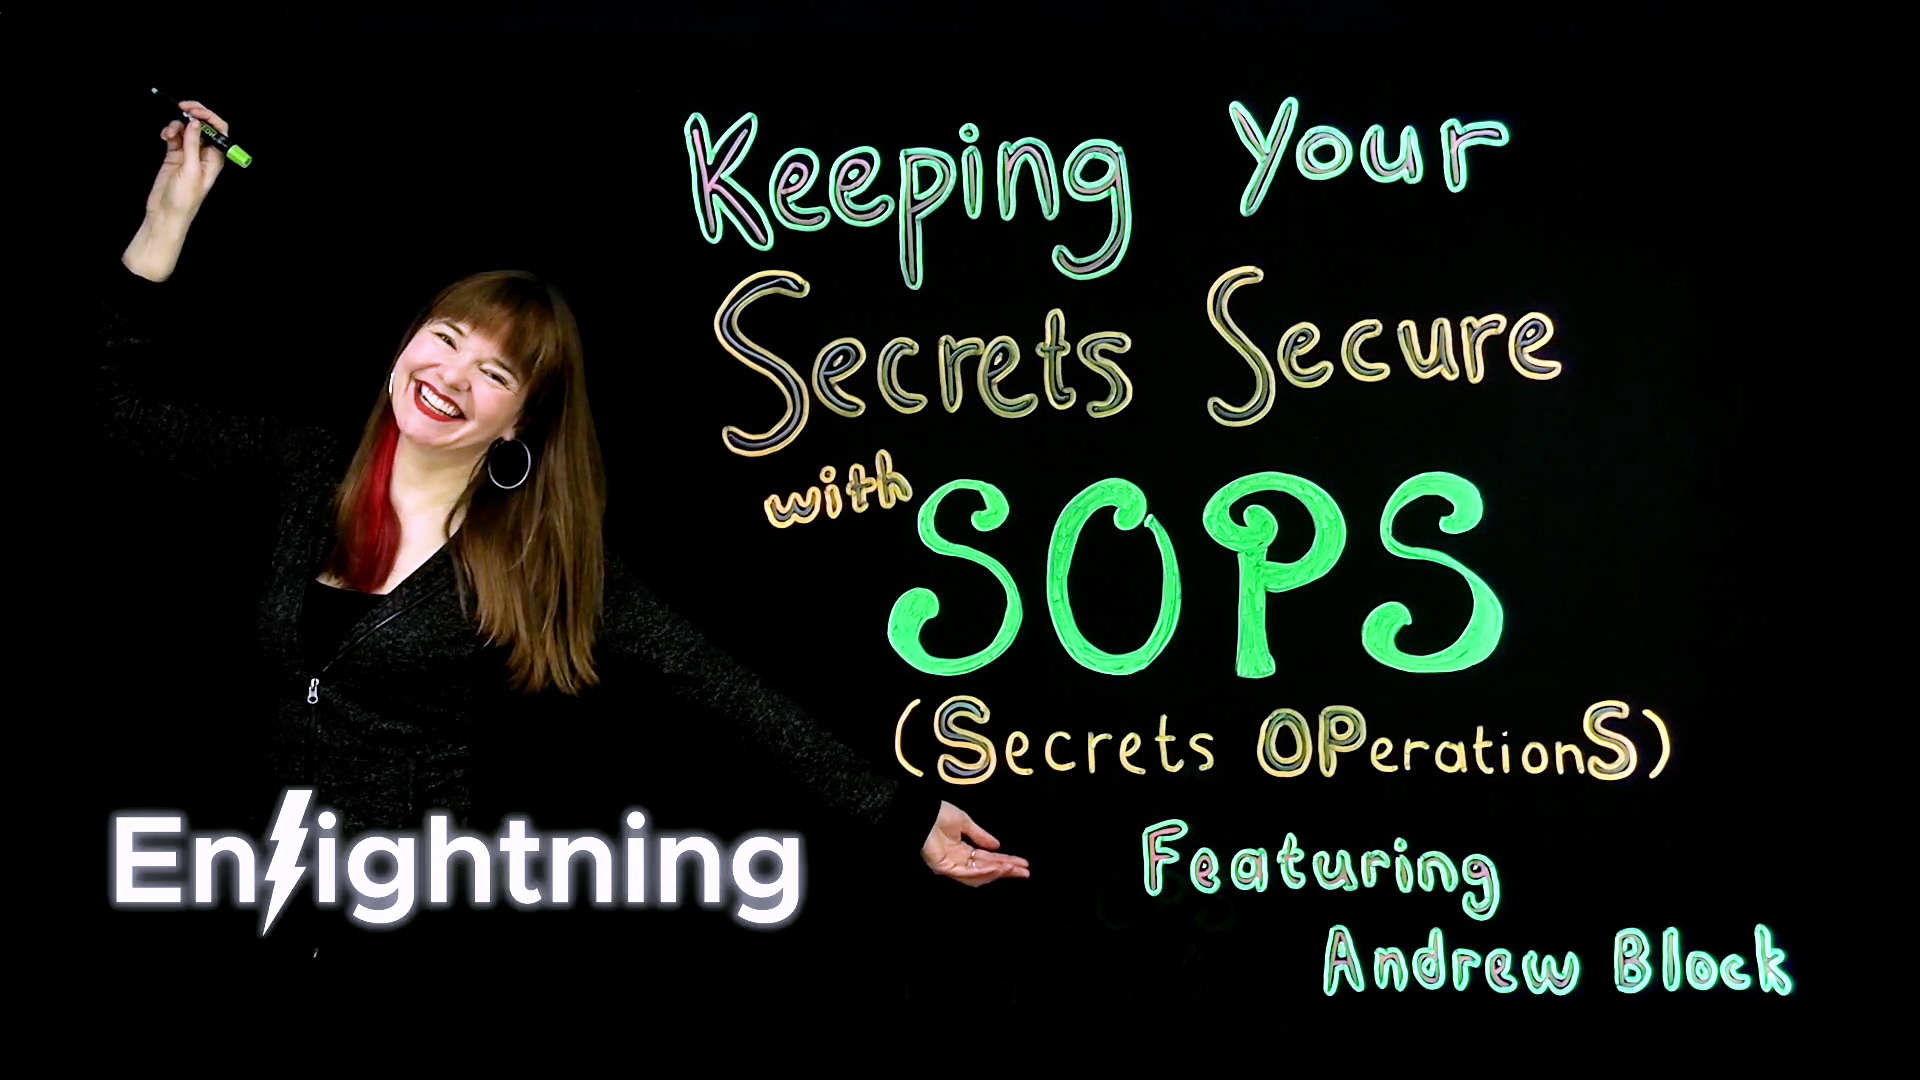 Keeping Your
Secrets Secure
with SOPS
(Secrets OPerationS)
Featuring
Andrew Block
Enlightning